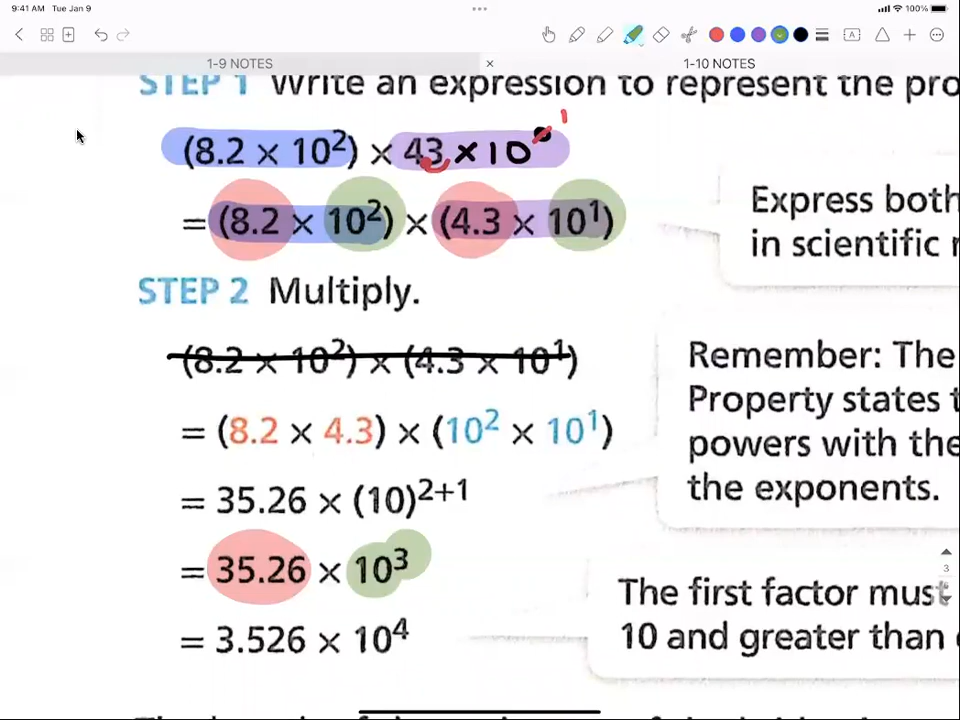 9:41 AM Tue Jan 9
100%
1-9 NOTES
1-10 NOTES
STEP 1 Write an expression to represent the
(8.2 × 10²) × 43 × 10 1
= (8.2 × 10²) × (4.3 × 10¹)
Express both
in scientific
STEP 2 Multiply.
(8.2 × 10²) × (4.3 × 10¹)
= (8.2 × 4.3) × (10² × 10¹)
= 35.26 × (10)²⁺¹
Remember: The
Property states
powers with the
the exponents.
= 35.26 × 10³
= 3.526 × 10⁴
The first factor must
10 and greater than
3